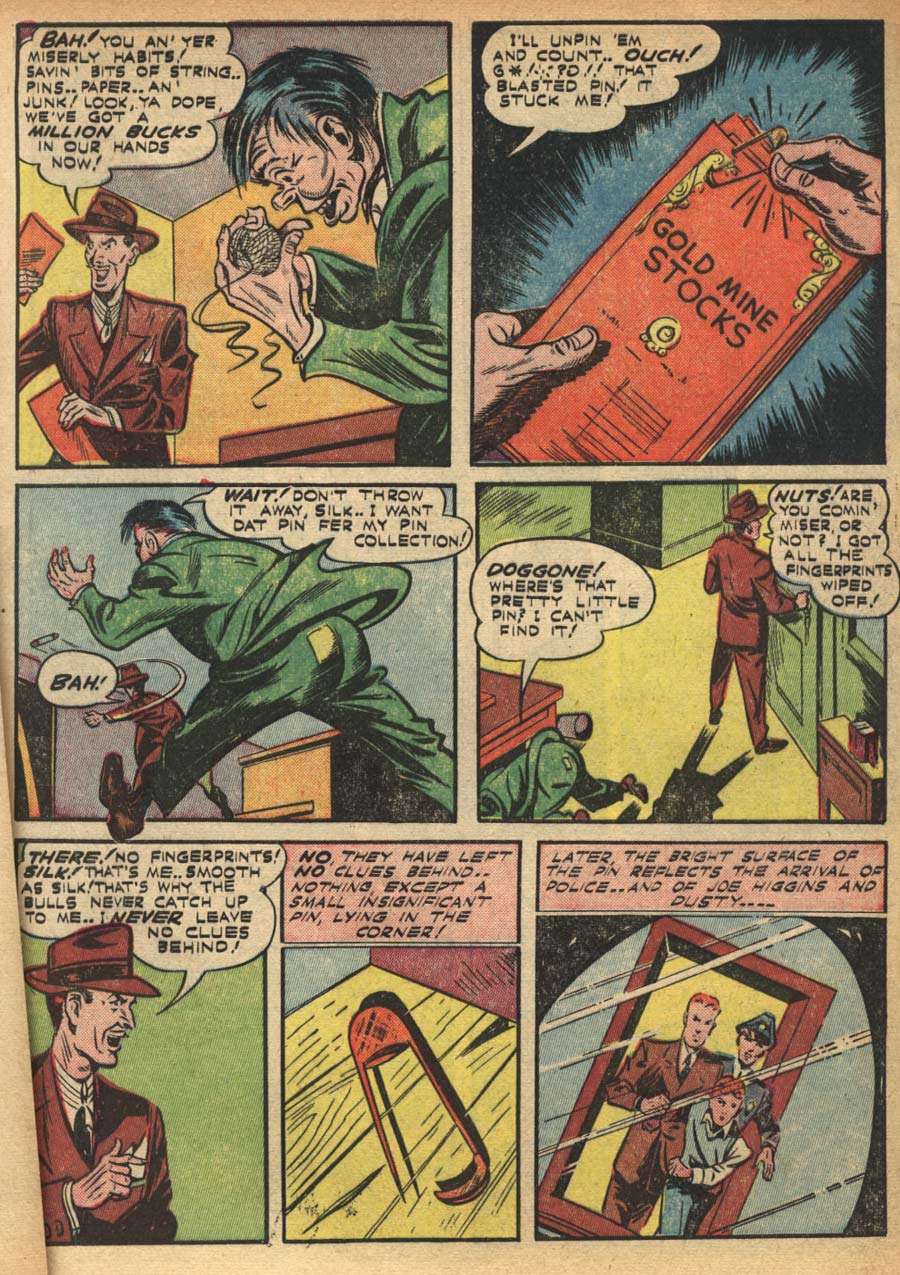 BAH! YOU AN' YER
MISERLY HABITS!
SAVIN' BITS OF STRING..
PINS.. PAPER.. AN'
JUNK! LOOK, YA DOPE,
WE'VE GOT A
MILLION BUCKS
IN OUR HANDS
NOW!
I'LL UNPIN 'EM
AND COUNT.. OUCH!
G*!.:.?D!! THAT
BLASTED PIN! IT
STUCK ME!
GOLD MINE
STOCKS
WAIT! DON'T THROW
IT AWAY, SILK.. I WANT
DAT PIN FER MY PIN
COLLECTION!
BAH!
DOGGONE!
WHERE'S THAT
PRETTY LITTLE
PIN? I CAN'T
FIND IT!
NUTS! ARE
YOU COMIN'
MISER, OR
NOT? I GOT
ALL THE
FINGERPRINTS
WIPED
OFF!
THERE! NO FINGERPRINTS!
SILK! THAT'S ME.. SMOOTH
AS SILK! THAT'S WHY THE
BULLS NEVER CATCH UP
TO ME.. I NEVER LEAVE
NO CLUES
BEHIND!
NO, THEY HAVE LEFT
NO CLUES BEHIND..
NOTHING, EXCEPT A
SMALL INSIGNIFICANT
PIN, LYING IN THE
CORNER!
LATER, THE BRIGHT SURFACE OF
THE PIN REFLECTS THE ARRIVAL OF
POLICE.. AND OF JOE HIGGINS AND
DUSTY....